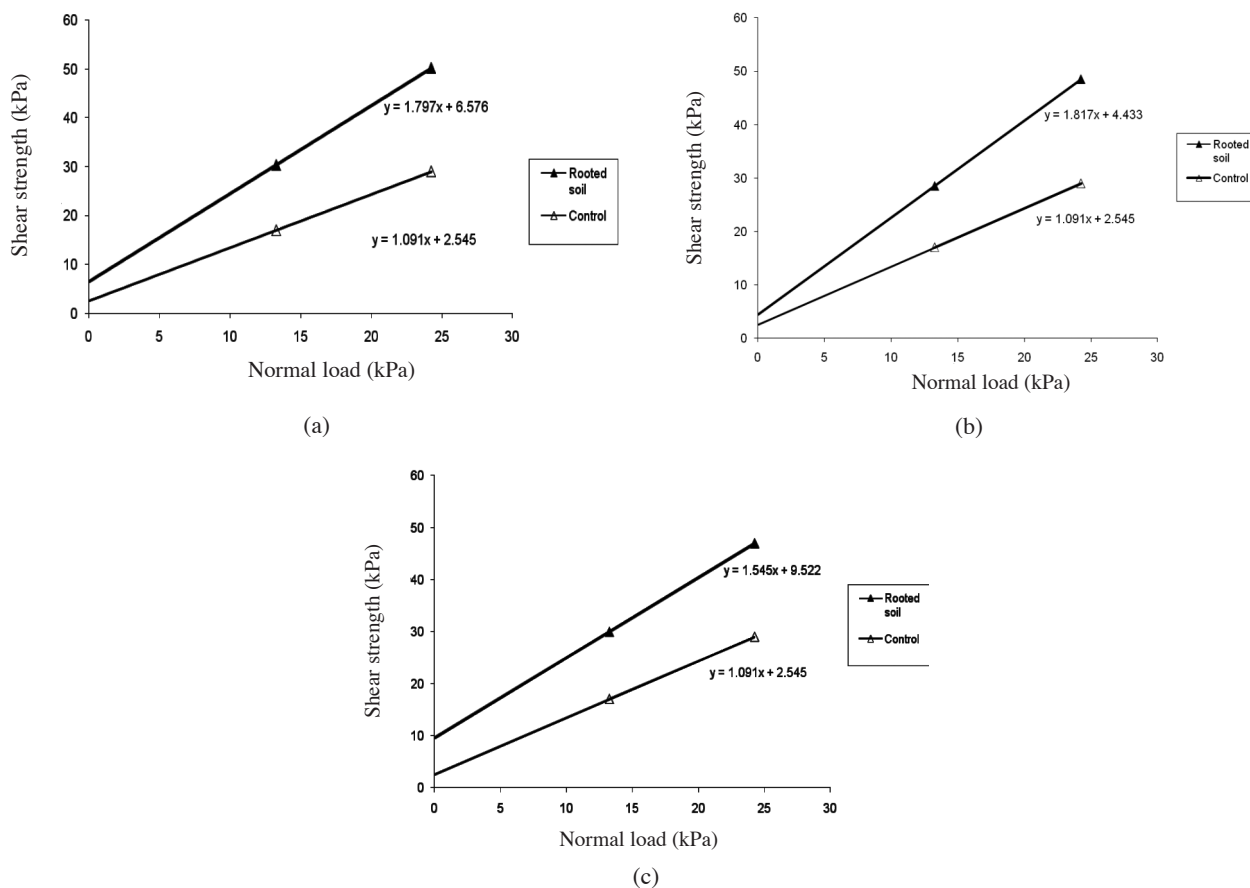 60
50
40
30
20
10
0
Shear strength (kPa)
y = 1.797x + 6.576
y = 1.091x + 2.545
Rooted
soil
Control
0 5 10 15 20 25 30
Normal load (kPa)
(a)
60
50
40
30
20
10
0
Shear strength (kPa)
y = 1.817x + 4.433
y = 1.091x + 2.545
Rooted
soil
Control
0 5 10 15 20 25 30
Normal load (kPa)
(b)
60
50
40
30
20
10
0
Shear strength (kPa)
y = 1.545x + 9.522
y = 1.091x + 2.545
Rooted
soil
Control
0 5 10 15 20 25 30
Normal load (kPa)
(c)